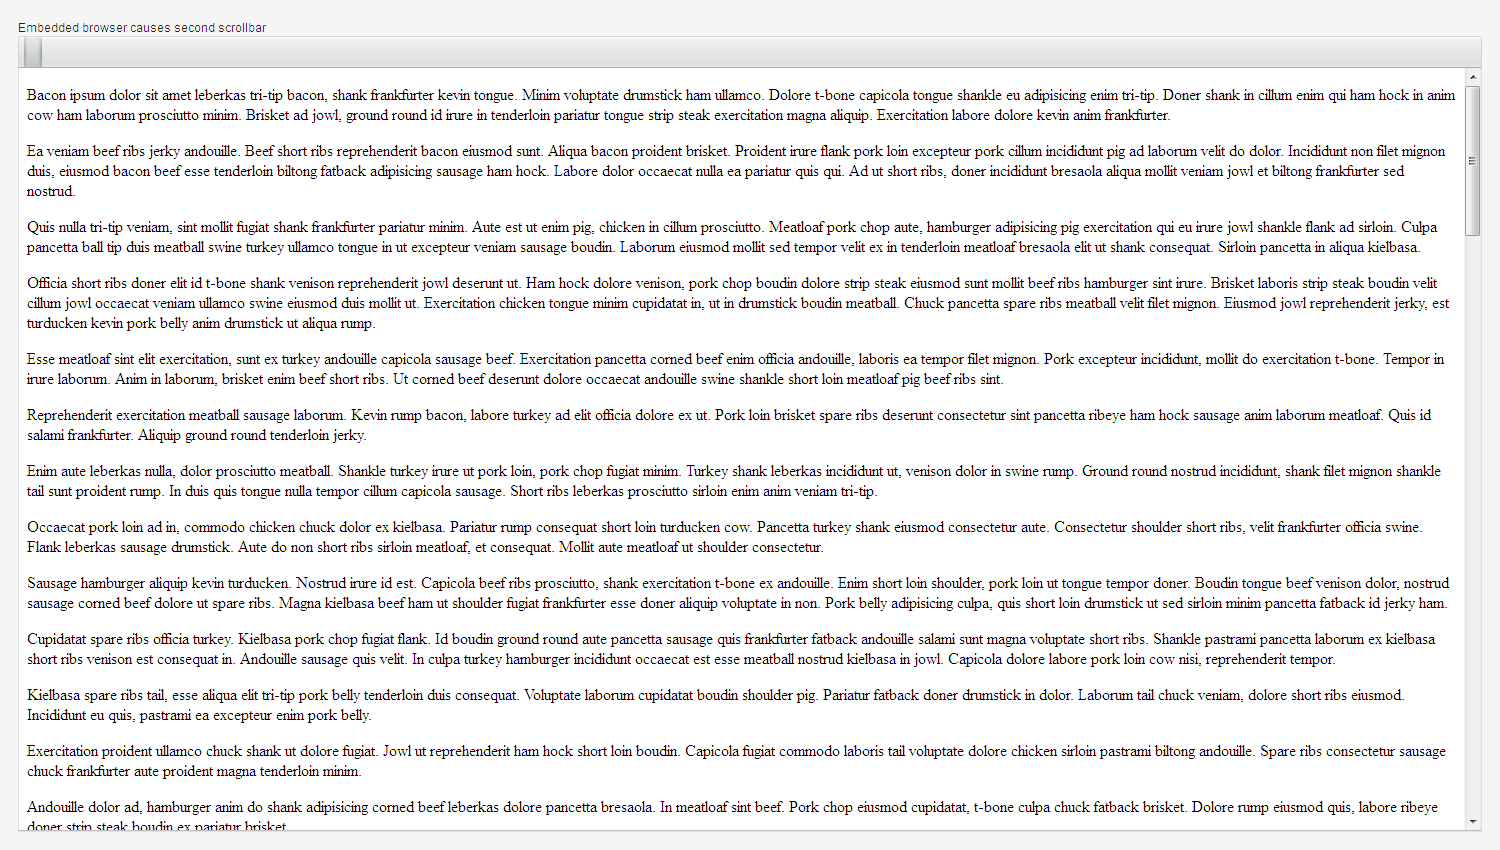 Embedded browser causes second scrollbar
Bacon ipsum dolor sit amet leberkas tri-tip bacon, shank frankfurter kevin tongue. Minim voluptate drumstick ham ullamco. Dolore t-bone capicola tongue shankle eu adipisicing enim tri-tip. Doner shank in cillum enim qui ham hock in anim
cow ham laborum prosciutto minim. Brisket ad jowl, ground round id irure in tenderloin pariatur tongue strip steak exercitation magna aliquip. Exercitation labore dolore kevin anim frankfurter.
Ea veniam beef ribs jerky andouille. Beef short ribs reprehenderit bacon eiusmod sunt. Aliqua bacon proident brisket. Proident irure flank pork loin excepteur pork cillum incididunt pig ad laborum velit do dolor. Incididunt non filet mignon
duis, eiusmod bacon beef esse tenderloin biltong fatback adipisicing sausage ham hock. Labore dolor occaecat nulla ea pariatur quis qui. Ad ut short ribs, doner incididunt bresaola aliqua mollit veniam jowl et biltong frankfurter sed
nostrud.
Quis nulla tri-tip veniam, sint mollit fugiat shank frankfurter pariatur minim. Aute est ut enim pig, chicken in cillum prosciutto. Meatloaf pork chop aute, hamburger adipisicing pig exercitation qui eu irure jowl shankle flank ad sirloin. Culpa
pancetta ball tip duis meatball swine turkey ullamco tongue in ut excepteur veniam sausage boudin. Laborum eiusmod mollit sed tempor velit ex in tenderloin meatloaf bresaola elit ut shank consequat. Sirloin pancetta in aliqua kielbasa.
Officia short ribs doner elit id t-bone shank venison reprehenderit jowl deserunt ut. Ham hock dolore venison, pork chop boudin dolore strip steak eiusmod sunt mollit beef ribs hamburger sint irure. Brisket laboris strip steak boudin velit
cillum jowl occaecat veniam ullamco swine eiusmod duis mollit ut. Exercitation chicken tongue minim cupidatat in, ut in drumstick boudin meatball. Chuck pancetta spare ribs meatball velit filet mignon. Eiusmod jowl reprehenderit jerky, est
turducken kevin pork belly anim drumstick ut aliqua rump.
Esse meatloaf sint elit exercitation, sunt ex turkey andouille capicola sausage beef. Exercitation pancetta corned beef enim officia andouille, laboris ea tempor filet mignon. Pork excepteur incididunt, mollit do exercitation t-bone. Tempor in
irure laborum. Anim in laborum, brisket enim beef short ribs. Ut corned beef deserunt dolore occaecat andouille swine shankle short loin meatloaf pig beef ribs sint.
Reprehenderit exercitation meatball sausage laborum. Kevin rump bacon, labore turkey ad elit officia dolore ex ut. Pork loin brisket spare ribs deserunt consectetur sint pancetta ribeye ham hock sausage anim laborum meatloaf. Quis id
salami frankfurter. Aliquip ground round tenderloin jerky.
Enim aute leberkas nulla, dolor prosciutto meatball. Shankle turkey irure ut pork loin, pork chop fugiat minim. Turkey shank leberkas incididunt ut, venison dolor in swine rump. Ground round nostrud incididunt, shank filet mignon shankle
tail sunt proident rump. In duis quis tongue nulla tempor cillum capicola sausage. Short ribs leberkas prosciutto sirloin enim anim veniam tri-tip.
Occaecat pork loin ad in, commodo chicken chuck dolor ex kielbasa. Pariatur rump consequat short loin turducken cow. Pancetta turkey shank eiusmod consectetur aute. Consectetur shoulder short ribs, velit frankfurter officia swine.
Flank leberkas sausage drumstick. Aute do non short ribs sirloin meatloaf, et consequat. Mollit aute meatloaf ut shoulder consectetur.
Sausage hamburger aliquip kevin turducken. Nostrud irure id est. Capicola beef ribs prosciutto, shank exercitation t-bone ex andouille. Enim short loin shoulder, pork loin ut tongue tempor doner. Boudin tongue beef venison dolor, nostrud
sausage corned beef dolore ut spare ribs. Magna kielbasa beef ham ut shoulder fugiat frankfurter esse doner aliquip voluptate in non. Pork belly adipisicing culpa, quis short loin drumstick ut sed sirloin minim pancetta fatback id jerky ham.
Cupidatat spare ribs officia turkey. Kielbasa pork chop fugiat flank. Id boudin ground round aute pancetta sausage quis frankfurter fatback andouille salami sunt magna voluptate short ribs. Shankle pastrami pancetta laborum ex kielbasa
short ribs venison est consequat in. Andouille sausage quis velit. In culpa turkey hamburger incididunt occaecat est esse meatball nostrud kielbasa in jowl. Capicola dolore labore pork loin cow nisi, reprehenderit tempor.
Kielbasa spare ribs tail, esse aliqua elit tri-tip pork belly tenderloin duis consequat. Voluptate laborum cupidatat boudin shoulder pig. Pariatur fatback doner drumstick in dolor. Laborum tail chuck veniam, dolore short ribs eiusmod.
Incididunt eu quis, pastrami ea excepteur enim pork belly.
Exercitation proident ullamco chuck shank ut dolore fugiat. Jowl ut reprehenderit ham hock short loin boudin. Capicola fugiat commodo laboris tail voluptate dolore chicken sirloin pastrami biltong andouille. Spare ribs consectetur sausage
chuck frankfurter aute proident magna tenderloin minim.
Andouille dolor ad, hamburger anim do shank adipisicing corned beef leberkas dolore pancetta bresaola. In meatloaf sint beef. Pork chop eiusmod cupidatat, t-bone culpa chuck fatback brisket. Dolore rump eiusmod quis, labore ribeye
doner strip steak boudin ex pariatur brisket